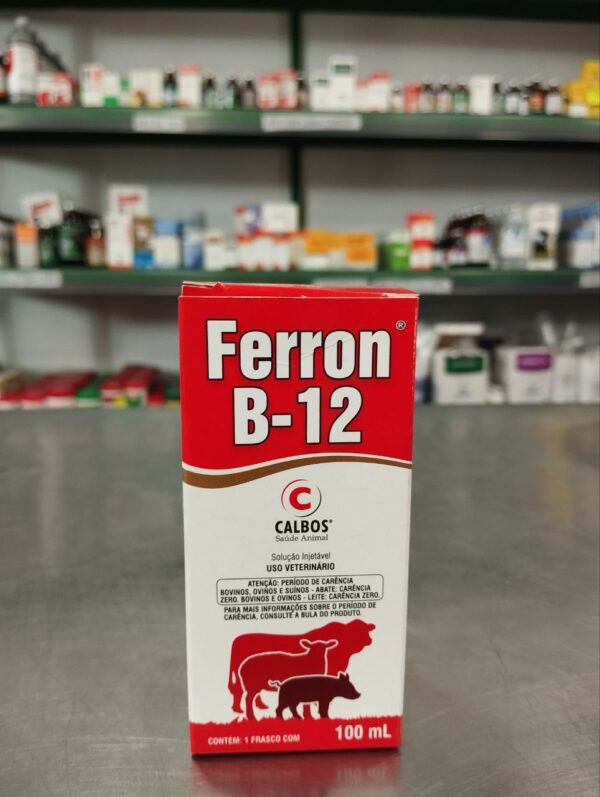 Ferron®
B-12
C
CALBOS®
Saúde Animal
Solução Injetável
USO VETERINÁRIO
ATENÇÃO: PERÍODO DE CARÊNCIA
BOVINOS, OVINOS E SUÍNOS - ABATE: CARÊNCIA
ZERO. BOVINOS E OVINOS - LEITE: CARÊNCIA ZERO.
PARA MAIS INFORMAÇÕES SOBRE O PERÍODO DE
CARÊNCIA, CONSULTE A BULA DO PRODUTO.
CONTÉM: 1 FRASCO COM 100 mL